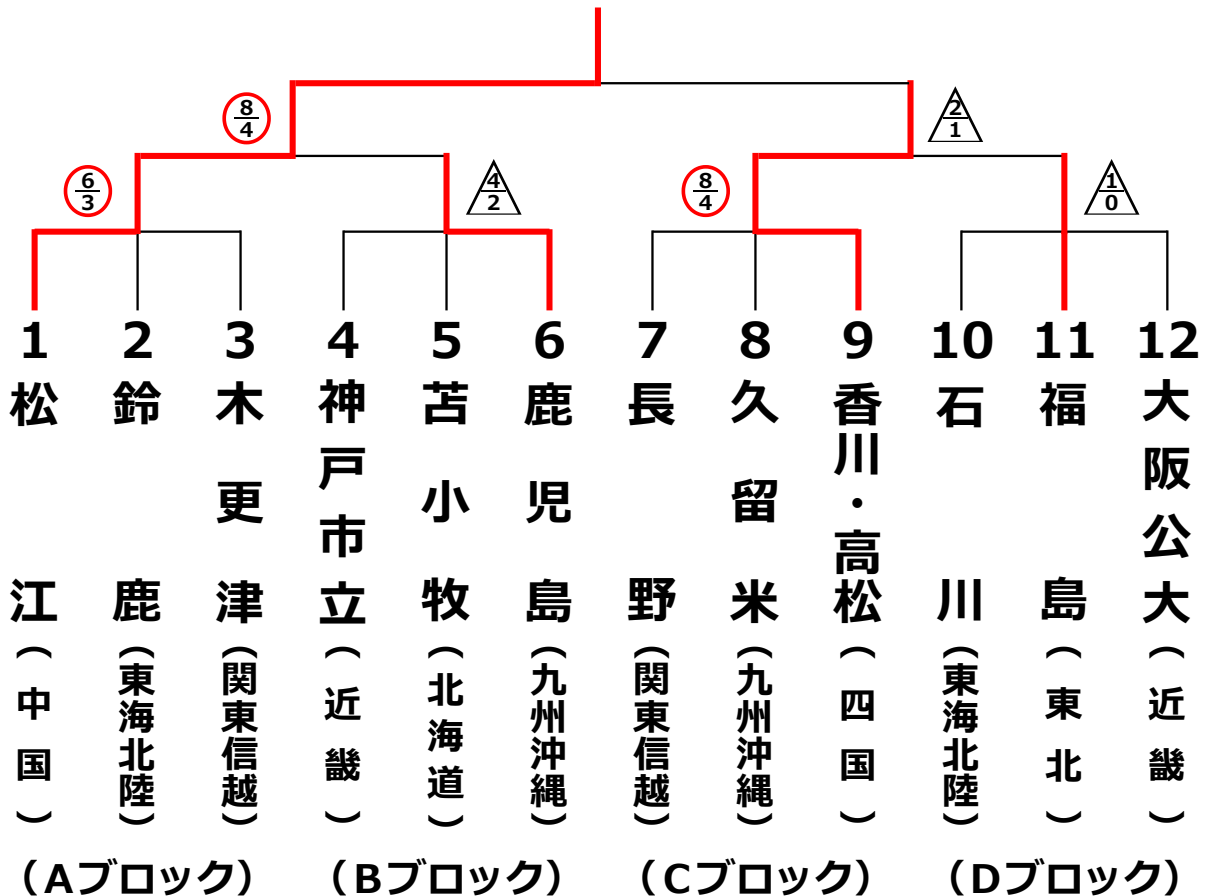 8
4
2
1
6
3
4
2
8
4
1
0
1 2 3 4 5 6 7 8 9 10 11 12
松江(中国)
鈴鹿(東海北陸)
木更津(関東信越)
神戸市立(近畿)
苫小牧(北海道)
鹿児島(九州沖縄)
長野(関東信越)
久留米(九州沖縄)
香川・高松(四国)
石川(東海北陸)
福島(東北)
大阪公大(近畿)
(Aブロック) (Bブロック) (Cブロック) (Dブロック)